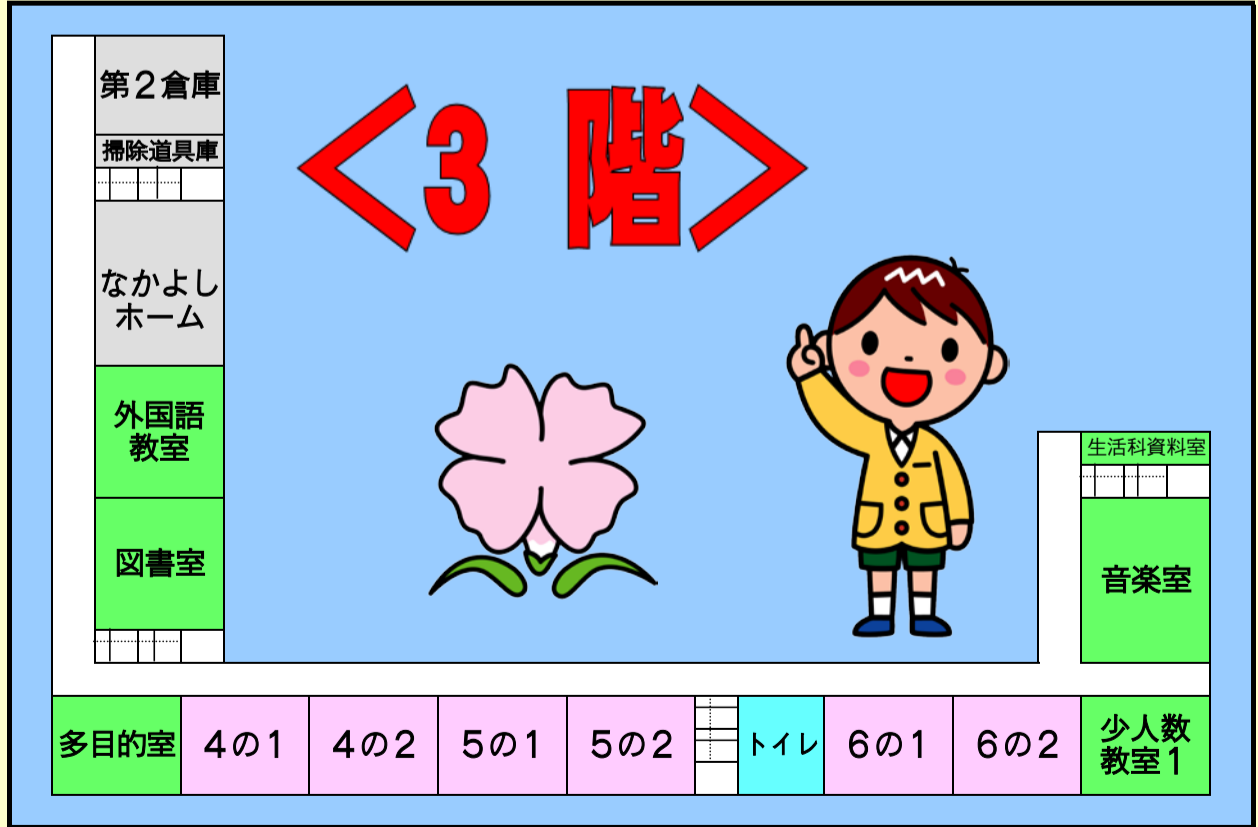 <3 階>
第2倉庫
掃除道具庫
なかよし
ホーム
外国語
教室
図書室
生活科資料室
音楽室
多目的室
4の1
4の2
5の1
5の2
トイレ
6の1
6の2
少人数
教室1